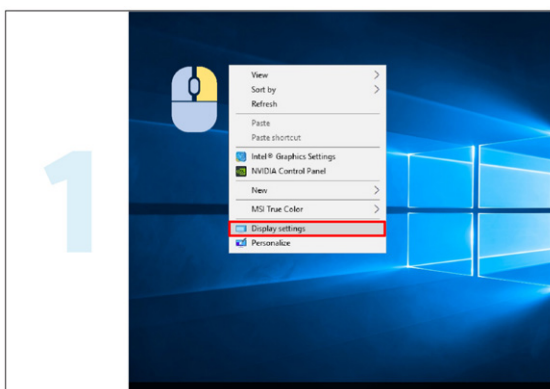 1
View
Sort by
Refresh
Paste
Paste shortcut
Intel® Graphics Settings
NVIDIA Control Panel
New
MSI True Color
Display settings
Personalize